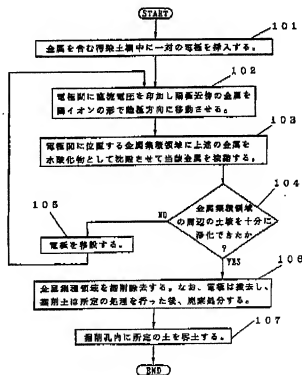 START
101
金属を含む汚染土壌中に一対の電極を挿入する。
102
電極間に直流電圧を印加し陽極近傍の金属を
陽イオンの形で陰極方向に移動させる。
103
電極間に位置する金属集積領域に上述の金属を
水酸化物として沈殿させて当該金属を捕捉する。
104
金属集積領域
の周辺の土壌を十分に
浄化できたか
?
NO
YES
105
電極を移設する。
106
金属集積領域を掘削除去する。なお、電極は撤去し、
掘削土は所定の処理を行った後、廃棄処分する。
107
掘削孔内に所定の土を客土する。
END